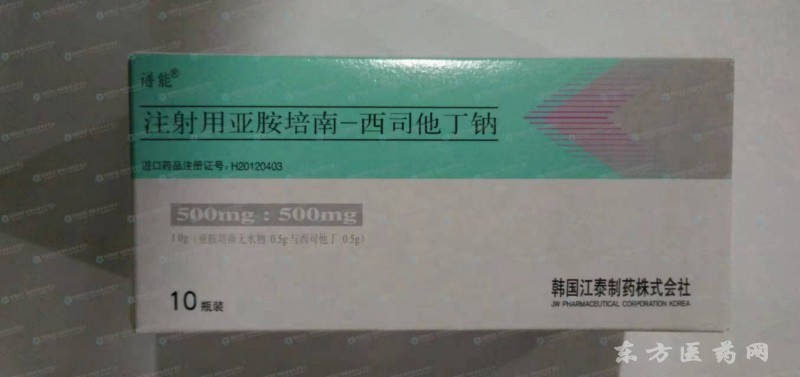 得能®
注射用亚胺培南-西司他丁钠
进口药品注册证号：H20120403
500mg : 500mg
1.0g（亚胺培南无水物 0.5g与西司他丁 0.5g）
10瓶装
韩国江泰制药株式会社
JW PHARMACEUTICAL CORPORATION KOREA
东方医药网